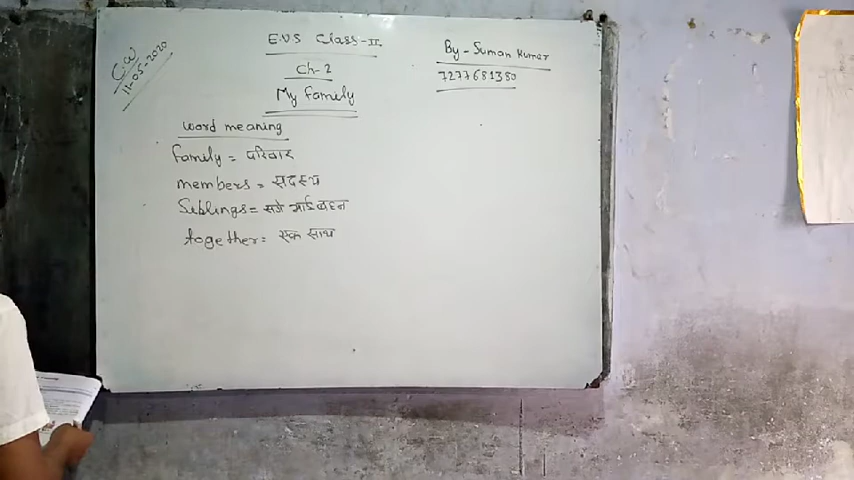 C.W
11-05-2020
E.V.S Class-II.
By-Suman Kumar
7277681380
Ch-2
My family
word meaning
family = परिवार
members = सदस्य
Siblings = सगे भाई बहन
together = एक साथ